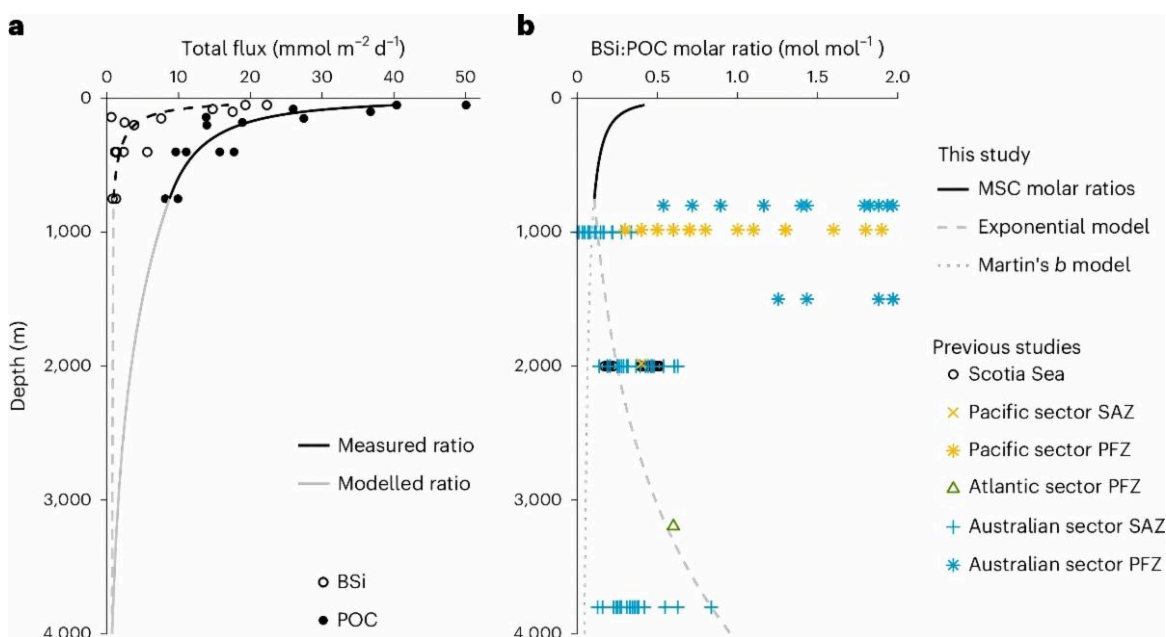 a
Total flux (mmol m⁻² d⁻¹)
0 10 20 30 40 50
0
1,000
2,000
3,000
4,000
Depth (m)
Measured ratio
Modelled ratio
BSi
POC
b
BSi:POC molar ratio (mol mol⁻¹)
0 0.5 1.0 1.5 2.0
0
1,000
2,000
3,000
4,000
This study
MSC molar ratios
Exponential model
Martin's b model
Previous studies
Scotia Sea
Pacific sector SAZ
Pacific sector PFZ
Atlantic sector PFZ
Australian sector SAZ
Australian sector PFZ